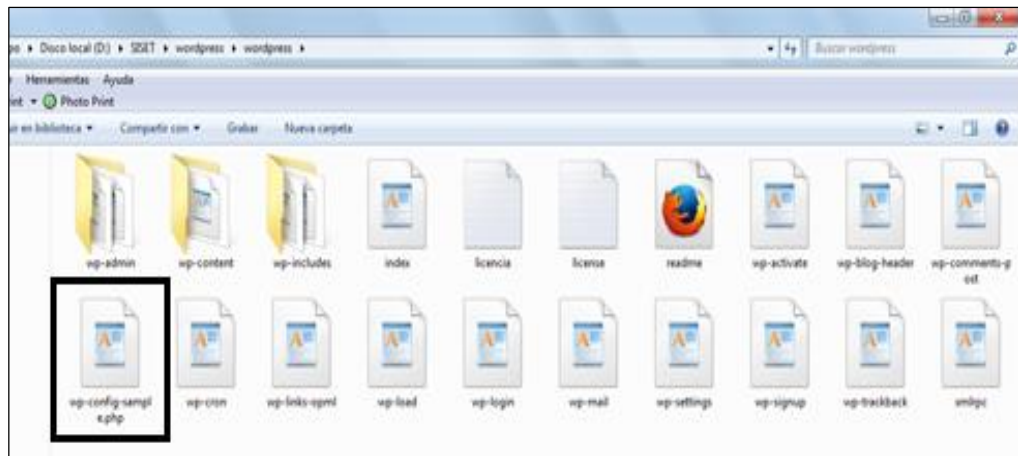 Disco local (D:) ▸ SISET ▸ wordpress ▸ wordpress ▸
Buscar wordpress
Herramientas Ayuda
Photo Print
Compartir con ▾ Grabar Nueva carpeta
wp-admin
wp-content
wp-includes
index
licencia
license
readme
wp-activate
wp-blog-header
wp-comments-p
ost
wp-config-sampl
e.php
wp-cron
wp-links-opml
wp-load
wp-login
wp-mail
wp-settings
wp-signup
wp-trackback
xmlrpc